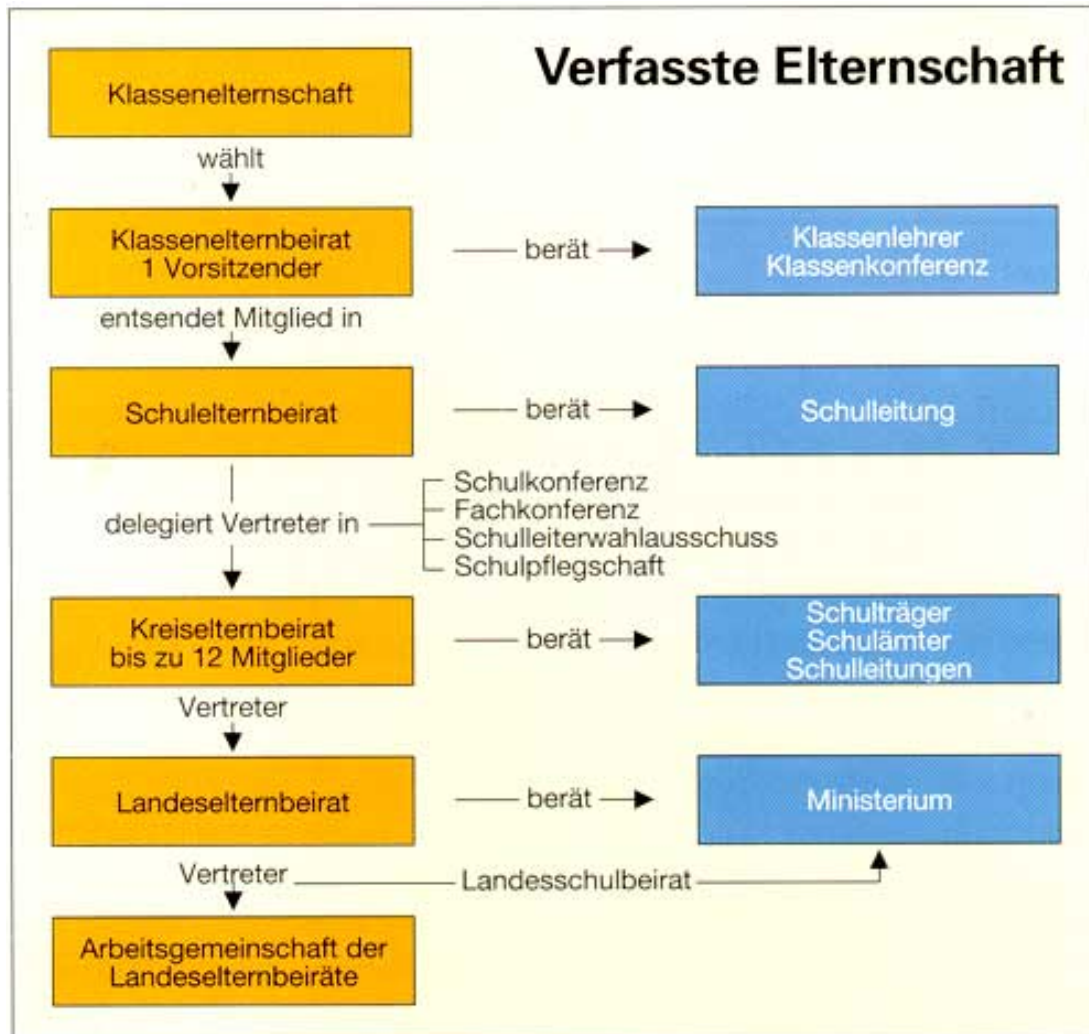 Verfasste Elternschaft
Klassenelternschaft
wählt
Klassenelternbeirat
1 Vorsitzender
berät
Klassenlehrer
Klassenkonferenz
entsendet Mitglied in
Schulelternbeirat
berät
Schulleitung
delegiert Vertreter in
Schulkonferenz
Fachkonferenz
Schulleiterwahlausschuss
Schulpflegschaft
Kreiselternbeirat
bis zu 12 Mitglieder
berät
Schulträger
Schulämter
Schulleitungen
Vertreter
Landeselternbeirat
berät
Ministerium
Vertreter
Landesschulbeirat
Arbeitsgemeinschaft der
Landeselternbeiräte